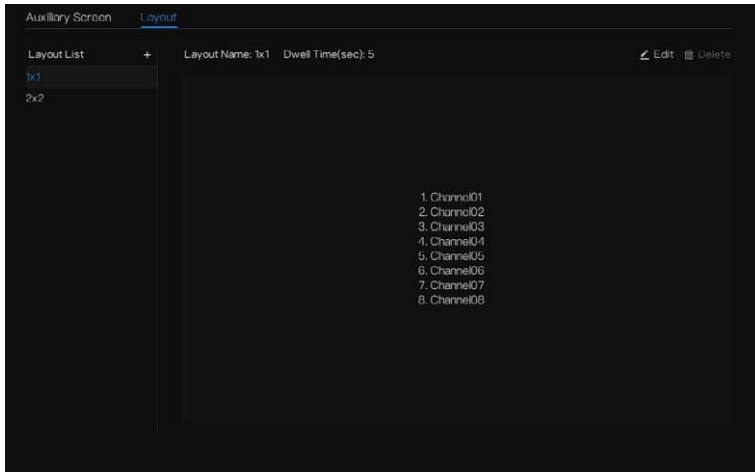 Auxiliary Screen Layout
Layout List + Layout Name: 1x1 Dwell Time(sec): 5 Edit Delete
1x1
2x2
1. Channel01
2. Channel02
3. Channel03
4. Channel04
5. Channel05
6. Channel06
7. Channel07
8. Channel08